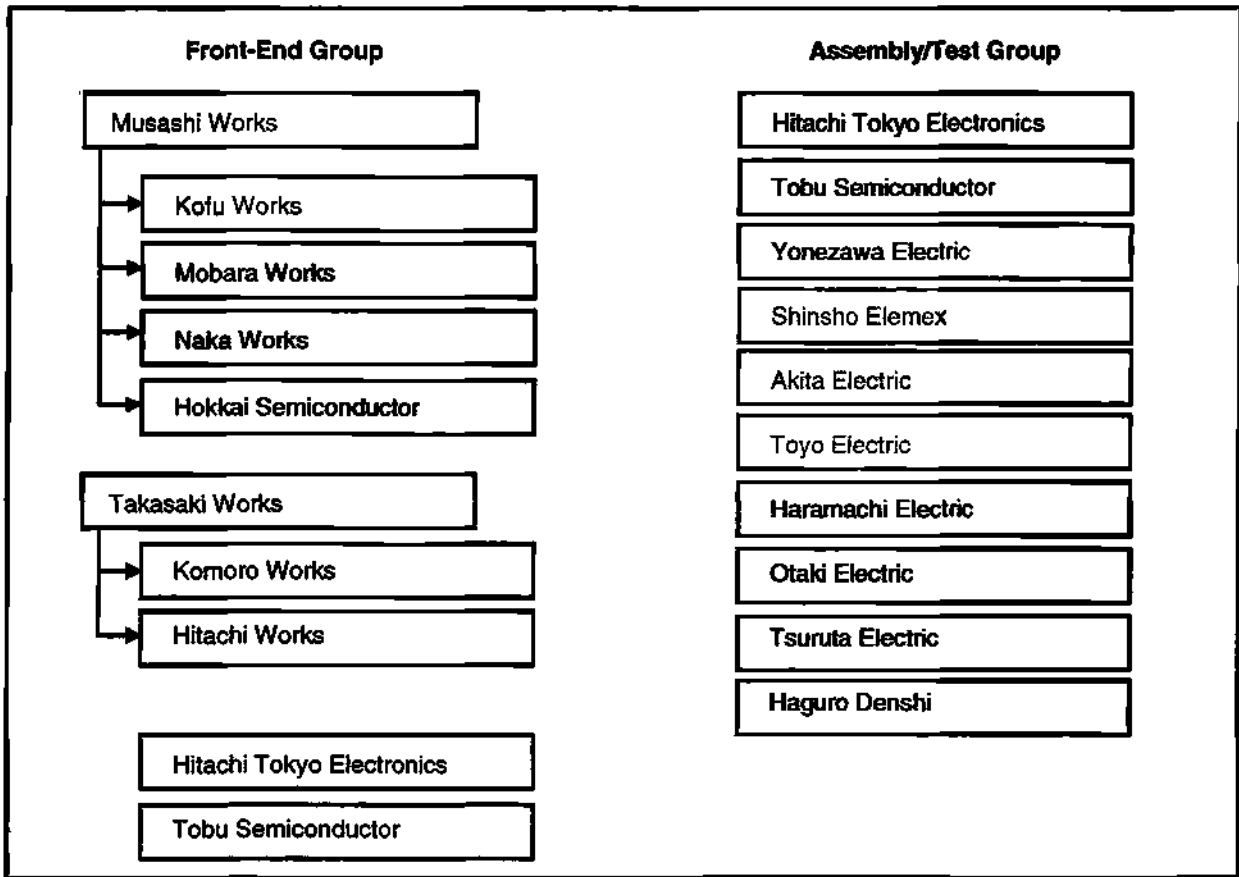 Front-End Group
Musashi Works
Kofu Works
Mobara Works
Naka Works
Hokkai Semiconductor
Takasaki Works
Komoro Works
Hitachi Works
Hitachi Tokyo Electronics
Tobu Semiconductor
Assembly/Test Group
Hitachi Tokyo Electronics
Tobu Semiconductor
Yonezawa Electric
Shinsho Elemex
Akita Electric
Toyo Electric
Haramachi Electric
Otaki Electric
Tsuruta Electric
Haguro Denshi